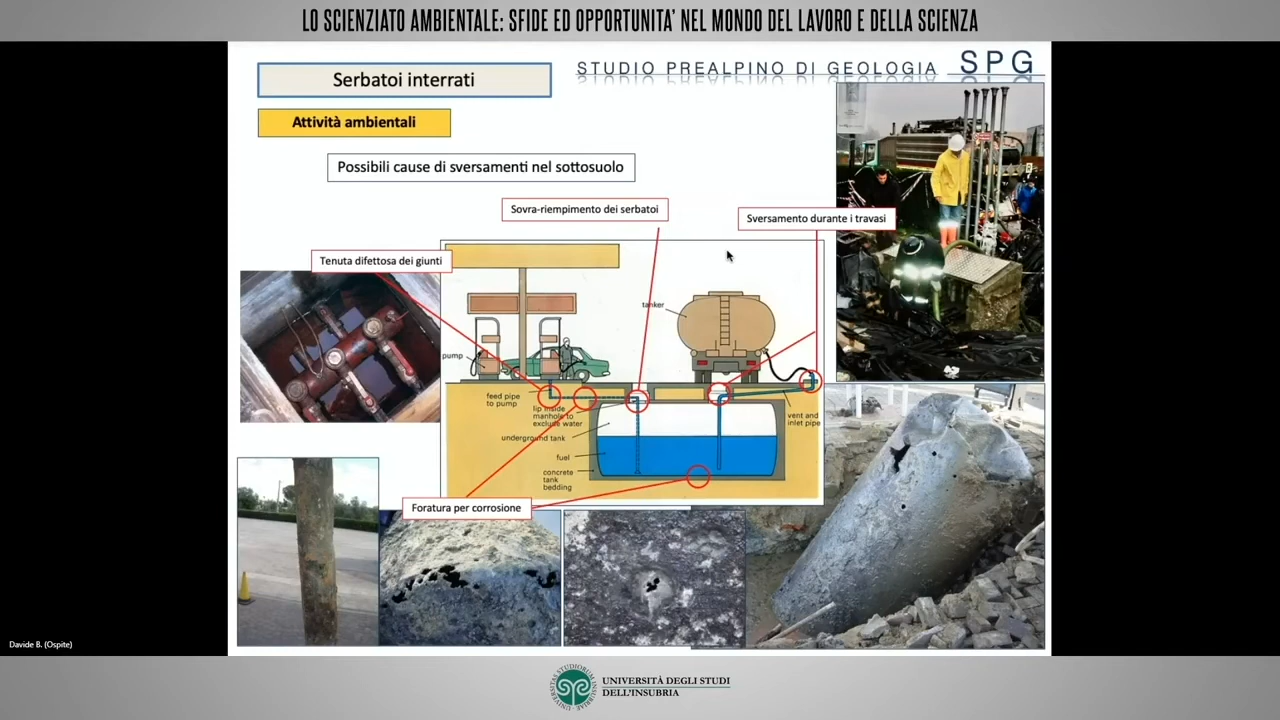 LO SCIENZIATO AMBIENTALE: SFIDE ED OPPORTUNITA' NEL MONDO DEL LAVORO E DELLA SCIENZA
Serbatoi interrati
STUDIO PREALPINO DI GEOLOGIA SPG
Attività ambientali
Possibili cause di sversamenti nel sottosuolo
Sovra-riempimento dei serbatoi
Sversamento durante i travasi
Tenuta difettosa dei giunti
tanker
pump
feed pipe
to pump
lip inside
manhole to
exclude water
vent and
inlet pipe
underground tank
fuel
concrete
tank
bedding
Foratura per corrosione
Davide B. (Ospite)
UNIVERSITÀ DEGLI STUDI
DELL'INSUBRIA